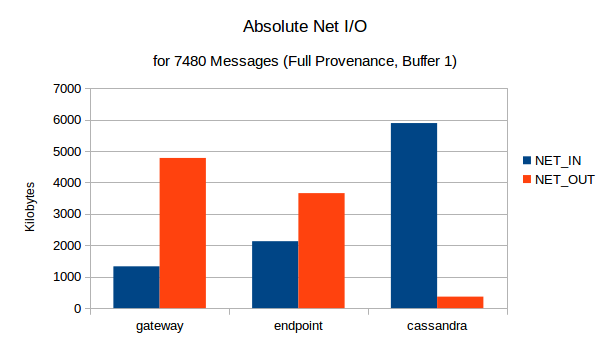 Absolute Net I/O
for 7480 Messages (Full Provenance, Buffer 1)
7000
6000
5000
4000
3000
2000
1000
0
Kilobytes
gateway
endpoint
cassandra
NET_IN
NET_OUT